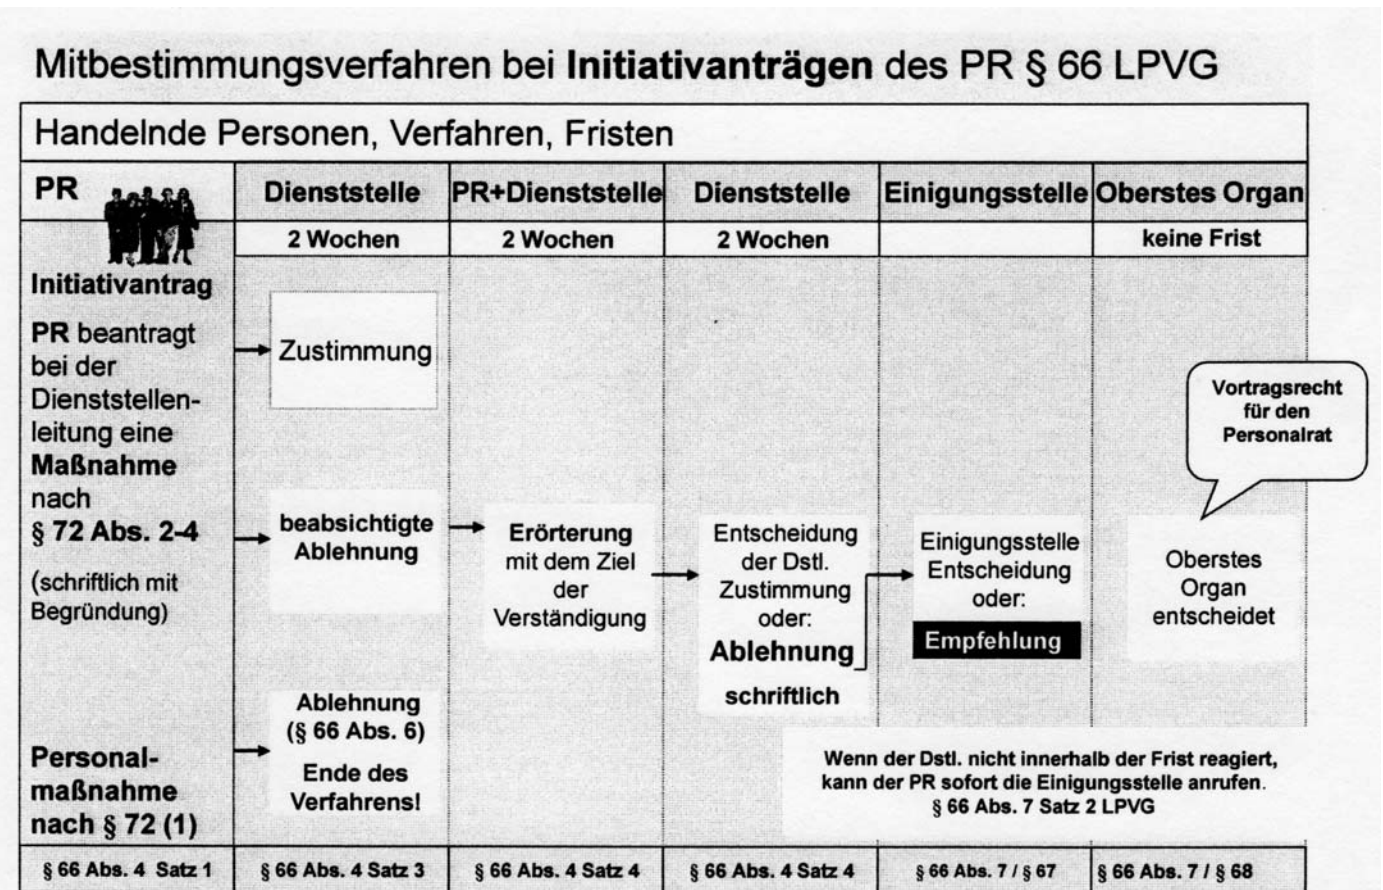 Mitbestimmungsverfahren bei Initiativanträgen des PR § 66 LPVG
Handelnde Personen, Verfahren, Fristen
PR
Dienststelle
PR+Dienststelle
Dienststelle
Einigungsstelle
Oberstes Organ
2 Wochen
2 Wochen
2 Wochen
keine Frist
Initiativantrag
PR beantragt
bei der
Dienststellen-
leitung eine
Maßnahme
nach
§ 72 Abs. 2-4
(schriftlich mit
Begründung)
Zustimmung
beabsichtigte
Ablehnung
Erörterung
mit dem Ziel
der
Verständigung
Entscheidung
der Dstl.
Zustimmung
oder:
Ablehnung
schriftlich
Einigungsstelle
Entscheidung
oder:
Empfehlung
Vortragsrecht
für den
Personalrat
Oberstes
Organ
entscheidet
Personal-
maßnahme
nach § 72 (1)
Ablehnung
(§ 66 Abs. 6)
Ende des
Verfahrens!
Wenn der Dstl. nicht innerhalb der Frist reagiert,
kann der PR sofort die Einigungsstelle anrufen.
§ 66 Abs. 7 Satz 2 LPVG
§ 66 Abs. 4 Satz 1
§ 66 Abs. 4 Satz 3
§ 66 Abs. 4 Satz 4
§ 66 Abs. 4 Satz 4
§ 66 Abs. 7 / § 67
§ 66 Abs. 7 / § 68